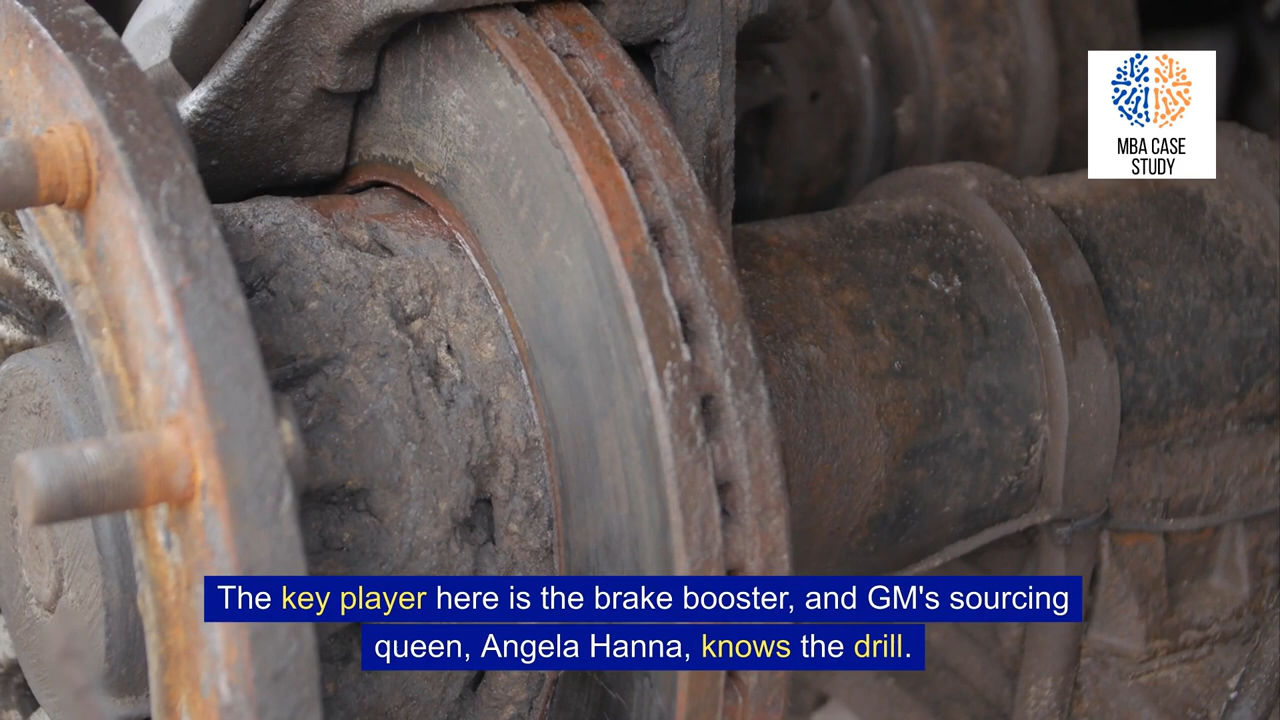 MBA CASE
STUDY
The key player here is the brake booster, and GM's sourcing
queen, Angela Hanna, knows the drill.